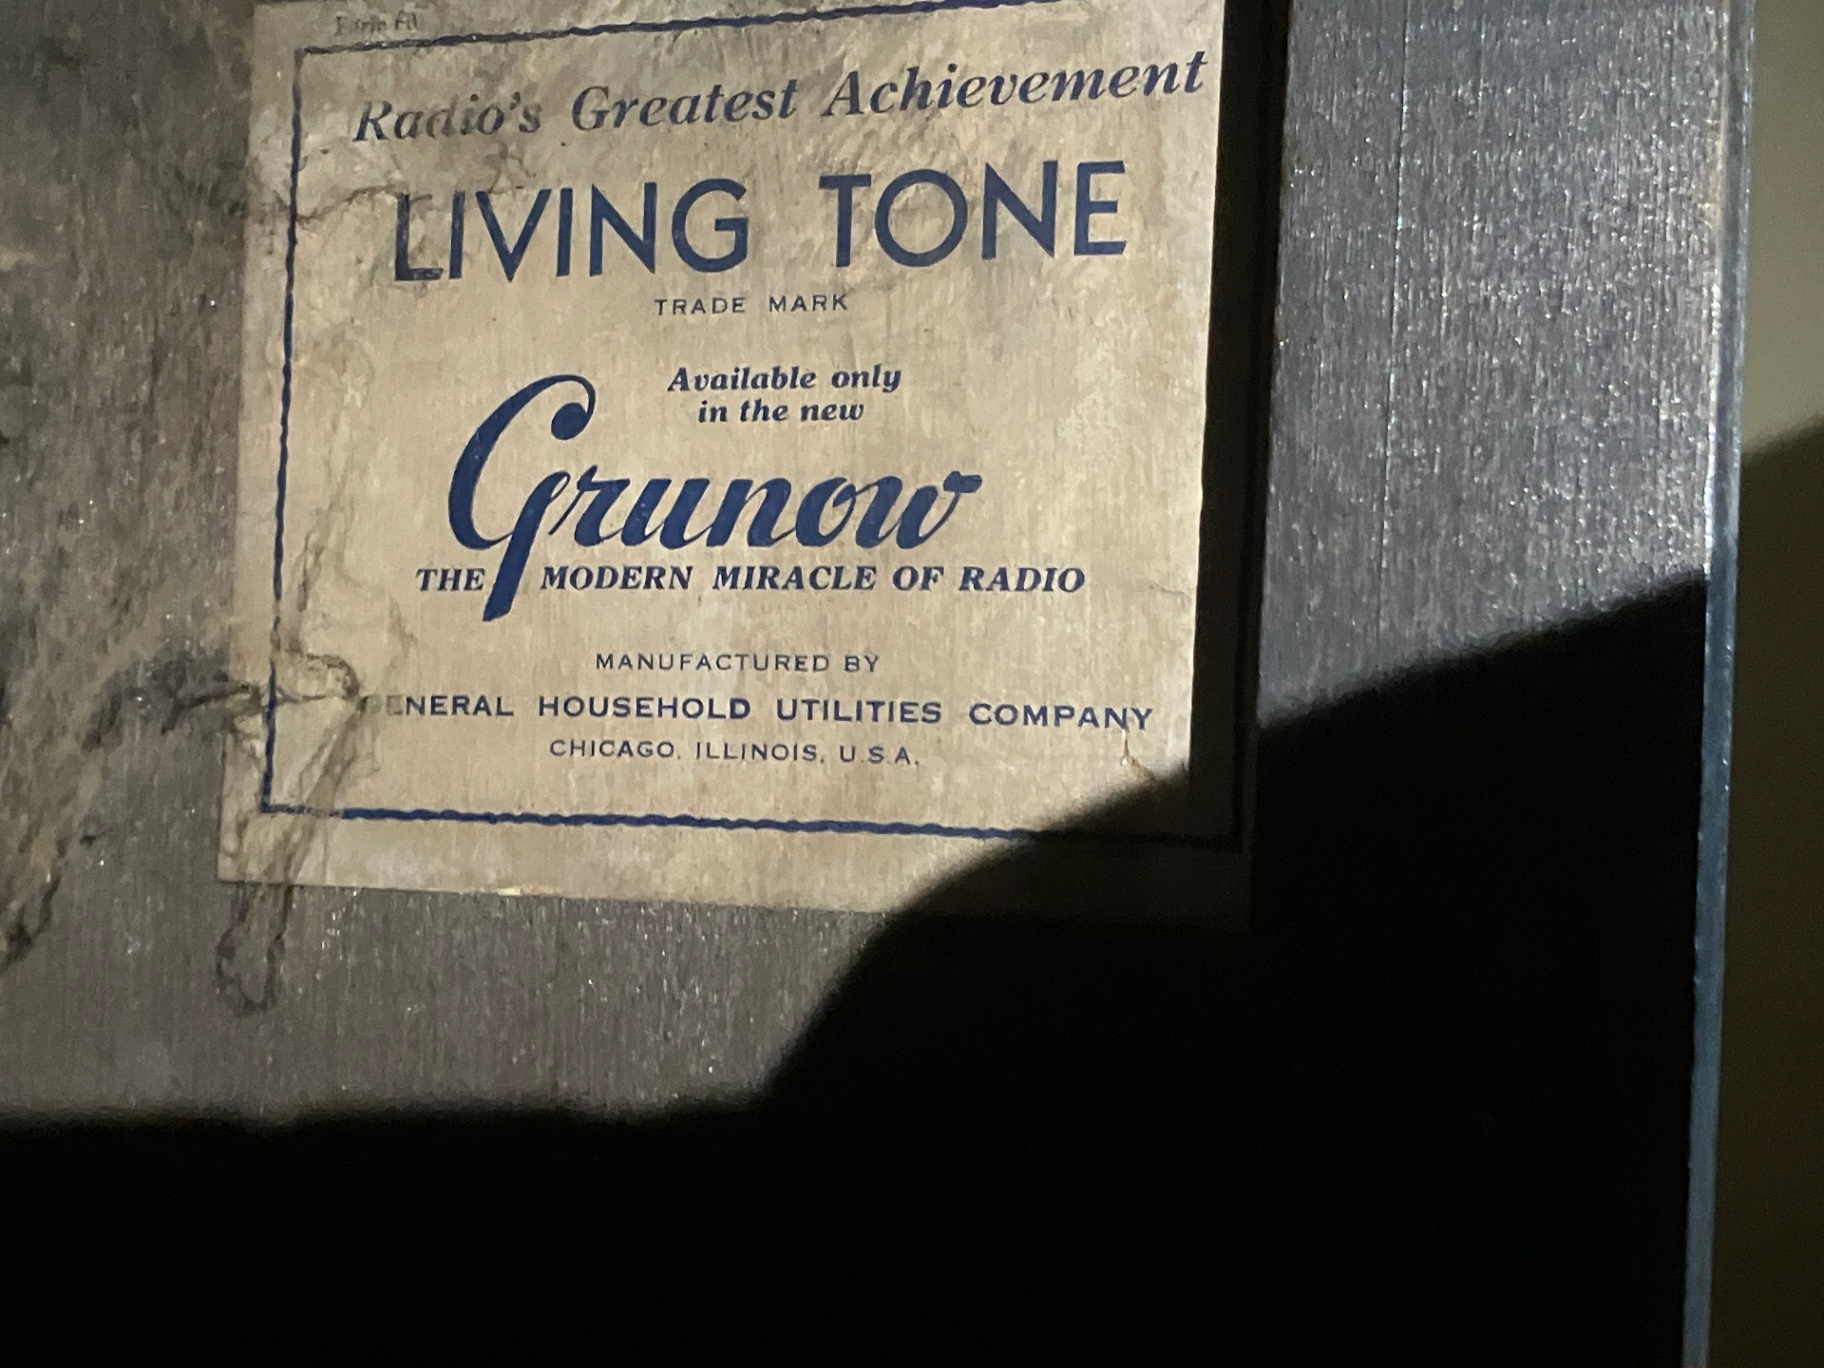 Radio's Greatest Achievement
LIVING TONE
TRADE MARK
Available only
in the new
Grunow
THE MODERN MIRACLE OF RADIO
MANUFACTURED BY
GENERAL HOUSEHOLD UTILITIES COMPANY
CHICAGO, ILLINOIS, U.S.A.